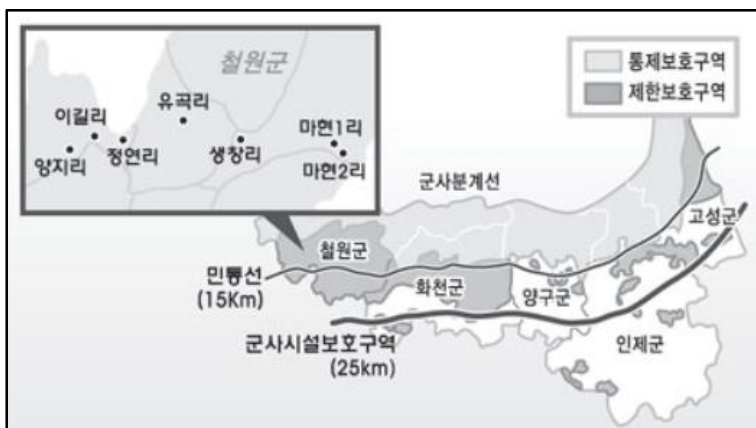 철원군
이길리
유곡리
양지리
정연리
생창리
마현1리
마현2리
통제보호구역
제한보호구역
군사분계선
고성군
철원군
민통선
(15Km)
화천군
양구군
군사시설보호구역
(25km)
인제군